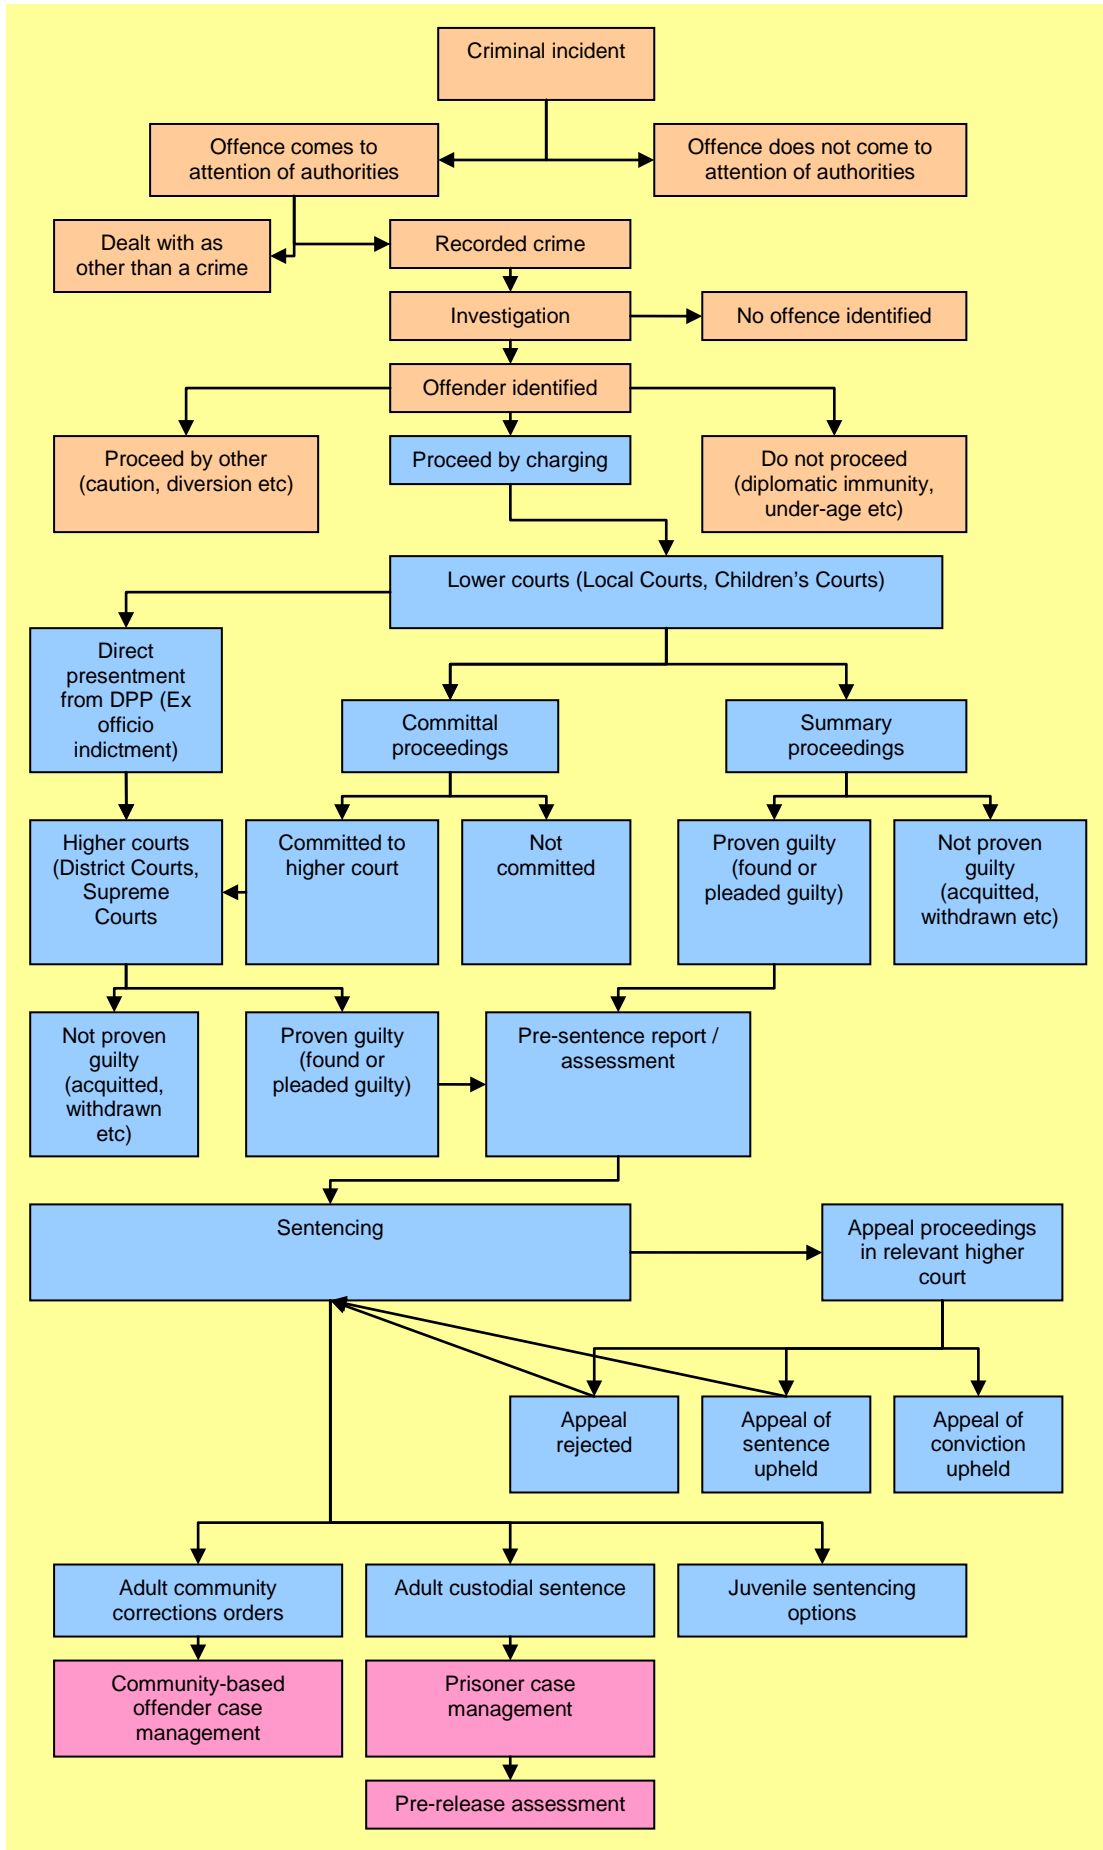 Criminal incident
Offence comes to
attention of authorities
Offence does not come to
attention of authorities
Dealt with as
other than a crime
Recorded crime
Investigation
No offence identified
Offender identified
Proceed by other
(caution, diversion etc)
Proceed by charging
Do not proceed
(diplomatic immunity,
under-age etc)
Lower courts (Local Courts, Children’s Courts)
Direct
presentment
from DPP (Ex
officio
indictment)
Committal
proceedings
Summary
proceedings
Higher courts
(District Courts,
Supreme
Courts
Committed to
higher court
Not
committed
Proven guilty
(found or
pleaded guilty)
Not proven
guilty
(acquitted,
withdrawn etc)
Not proven
guilty
(acquitted,
withdrawn
etc)
Proven guilty
(found or
pleaded guilty)
Pre-sentence report /
assessment
Sentencing
Appeal proceedings
in relevant higher
court
Appeal
rejected
Appeal of
sentence
upheld
Appeal of
conviction
upheld
Adult community
corrections orders
Adult custodial sentence
Juvenile sentencing
options
Community-based
offender case
management
Prisoner case
management
Pre-release assessment